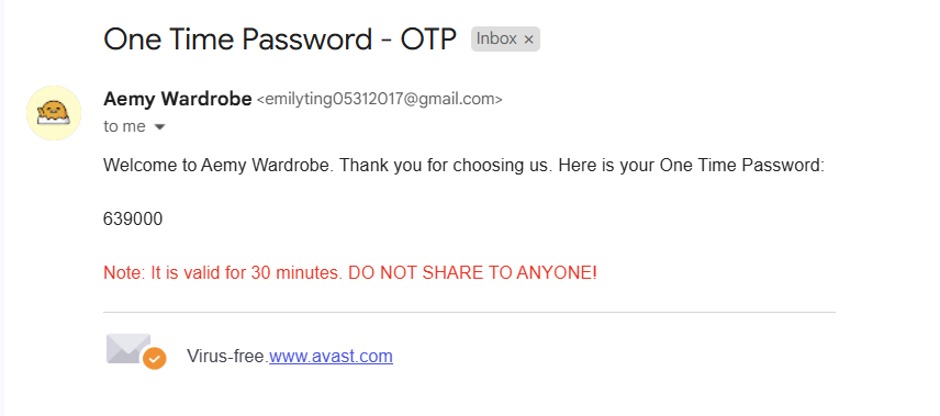 One Time Password - OTP Inbox ×
Aemy Wardrobe <emilyting05312017@gmail.com>
to me
Welcome to Aemy Wardrobe. Thank you for choosing us. Here is your One Time Password:
639000
Note: It is valid for 30 minutes. DO NOT SHARE TO ANYONE!
Virus-free.www.avast.com